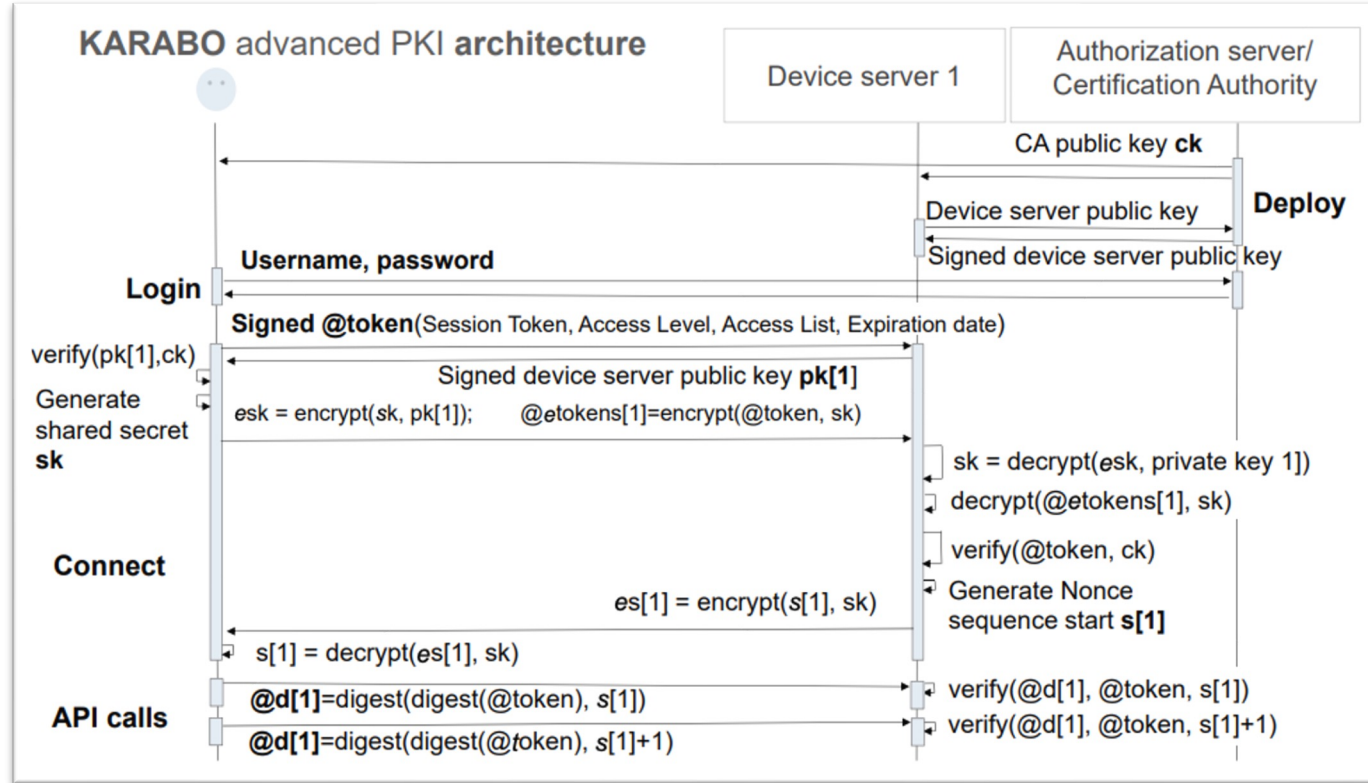 KARABO advanced PKI architecture
Device server 1
Authorization server/
Certification Authority
CA public key ck
Deploy
Device server public key
Signed device server public key
Username, password
Login
Signed @token(Session Token, Access Level, Access List, Expiration date)
verify(pk[1],ck)
Signed device server public key pk[1]
Generate
shared secret
sk
esk = encrypt(sk, pk[1]); @etokens[1]=encrypt(@token, sk)
sk = decrypt(esk, private key 1])
decrypt(@etokens[1], sk)
verify(@token, ck)
Connect
Generate Nonce
sequence start s[1]
es[1] = encrypt(s[1], sk)
s[1] = decrypt(es[1], sk)
API calls
@d[1]=digest(digest(@token), s[1])
verify(@d[1], @token, s[1])
@d[1]=digest(digest(@token), s[1]+1)
verify(@d[1], @token, s[1]+1)